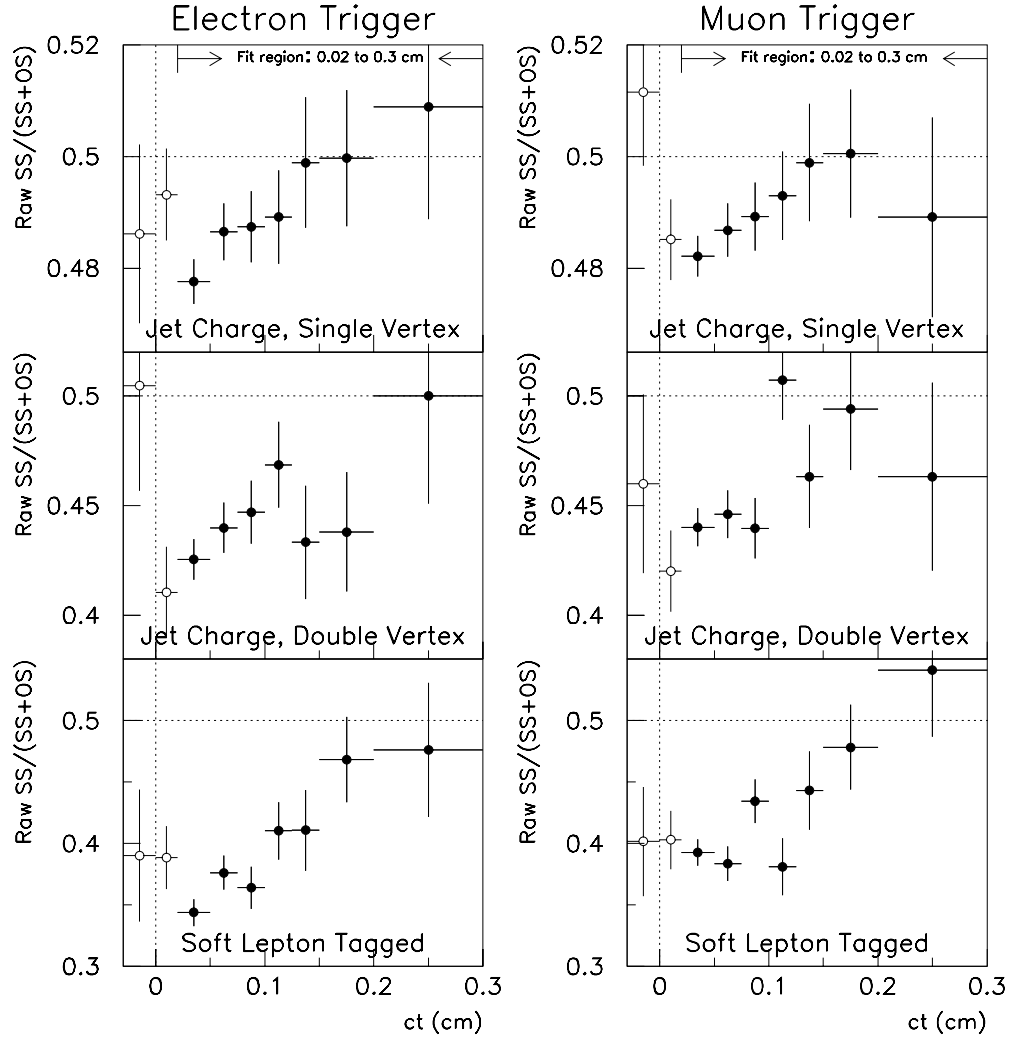 Electron Trigger
Muon Trigger
Raw SS/(SS+OS)
0.52
0.5
0.48
Fit region: 0.02 to 0.3 cm
Jet Charge, Single Vertex
Raw SS/(SS+OS)
0.52
0.5
0.48
Fit region: 0.02 to 0.3 cm
Jet Charge, Single Vertex
Raw SS/(SS+OS)
0.5
0.45
0.4
Jet Charge, Double Vertex
Raw SS/(SS+OS)
0.5
0.45
0.4
Jet Charge, Double Vertex
Raw SS/(SS+OS)
0.5
0.4
0.3
Soft Lepton Tagged
0 0.1 0.2 0.3
ct (cm)
Raw SS/(SS+OS)
0.5
0.4
0.3
Soft Lepton Tagged
0 0.1 0.2 0.3
ct (cm)